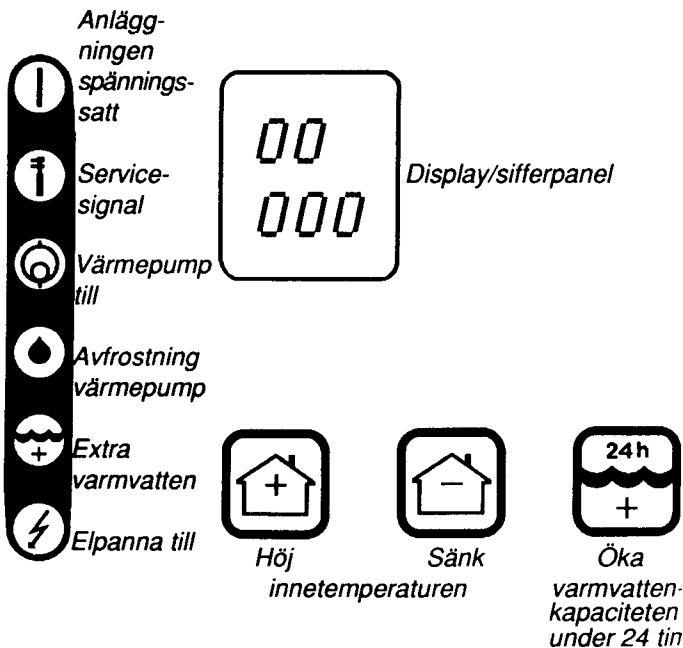 Anlägg-
ningen
spännings-
satt
Service-
signal
Värmepump
till
Avfrostning
värmepump
Extra
varmvatten
Elpanna till
00
000
Display/sifferpanel
+
+
−
24h
+
Höj
Sänk
innetemperaturen
Öka
varmvatten-
kapaciteten
under 24 tim